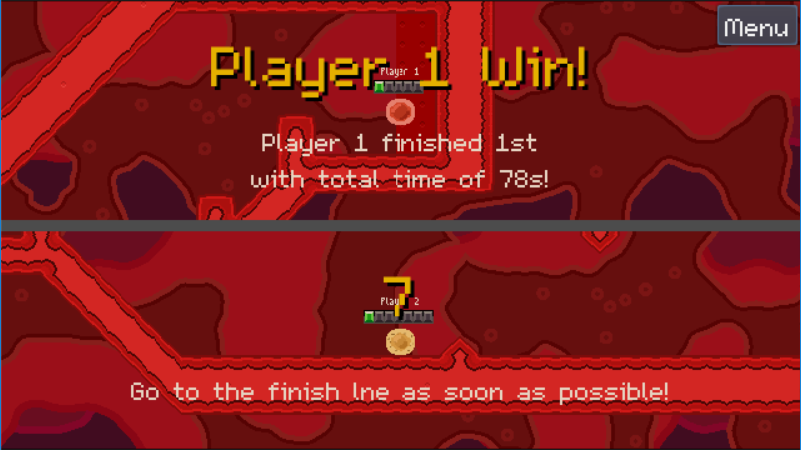 Menu
Player 1 Win!
Player 1
Player 1 finished 1st
with total time of 78s!
7
Player 2
Go to the finish lne as soon as possible!